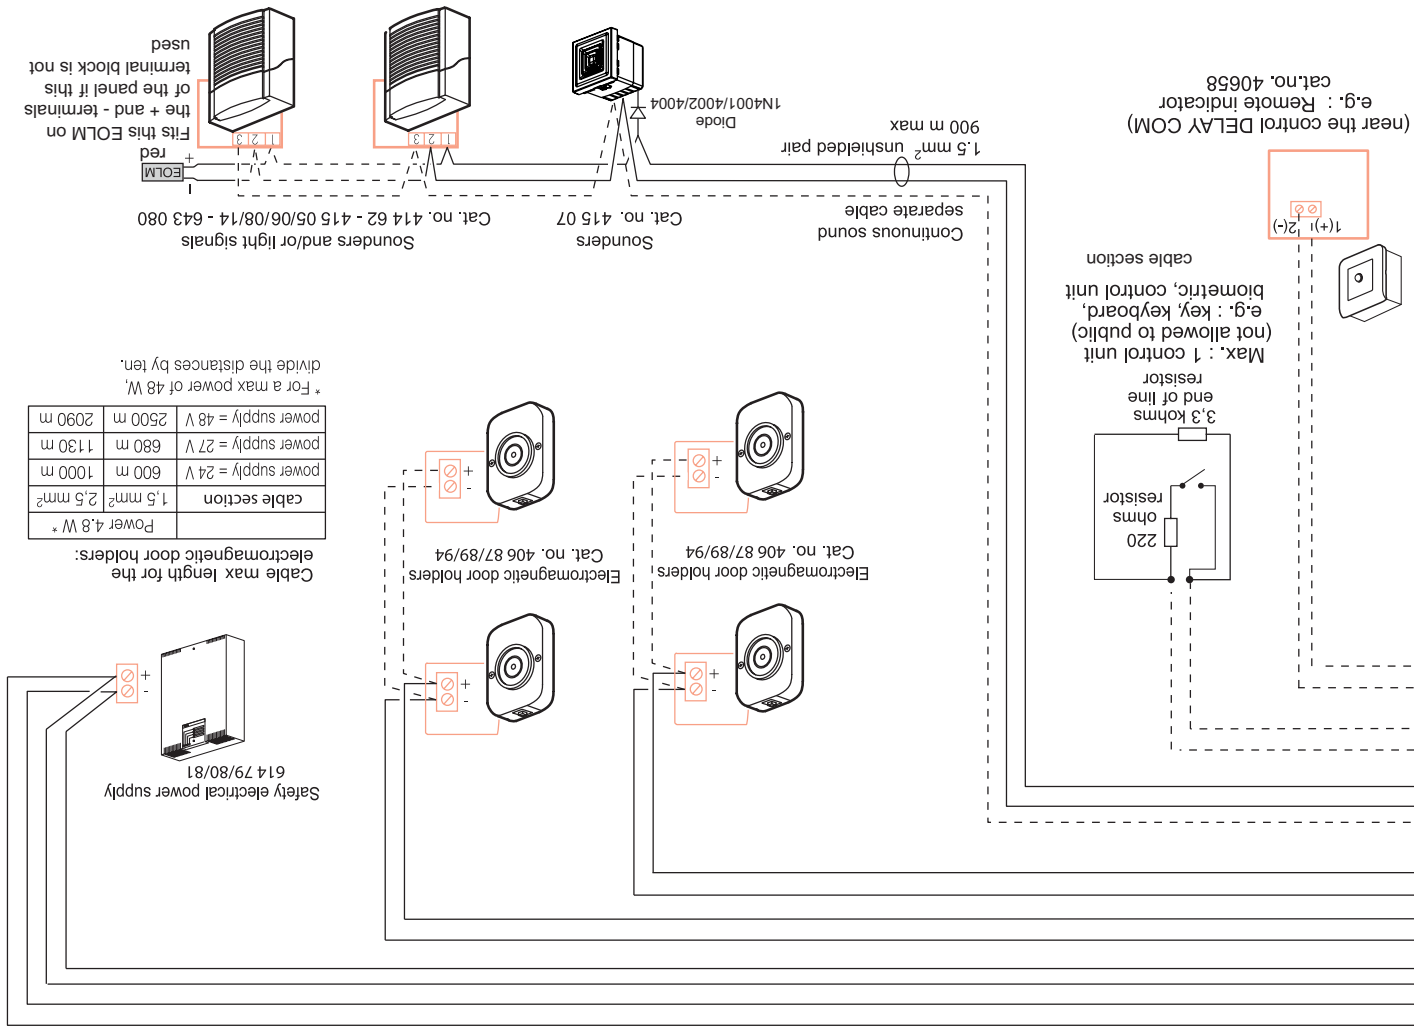 Safety electrical power supply
614 79/80/81
+
-
Cable max length for the
electromagnetic door holders:
Power 4.8 W *
cable section 1,5 mm² 2,5 mm²
power supply = 24 V 600 m 1000 m
power supply = 27 V 680 m 1130 m
power supply = 48 V 2500 m 2090 m
* For a max power of 48 W,
divide the distances by ten.
+
-
Electromagnetic door holders
Cat. no. 406 87/89/94
+
-
+
-
Electromagnetic door holders
Cat. no. 406 87/89/94
+
-
220
ohms
resistor
3,3 kohms
end of line
resistor
Max. : 1 control unit
(not allowed to public)
e.g. : key, keyboard,
biometric, control unit
cable section
1(+) 2(-)
(near the control DELAY COM)
e.g. : Remote indicator
cat.no. 40658
Continuous sound
separate cable
1.5 mm² unshielded pair
900 m max
Sounders
Cat. no. 415 07
Diode
1N4001/4002/4004
Sounders and/or light signals
Cat. no. 414 62 - 415 05/06/08/14 - 643 080
1 2 3
1 2 3
-
EOLM
+
red
Fits this EOLM on
the + and - terminals
of the panel if this
terminal block is not
used